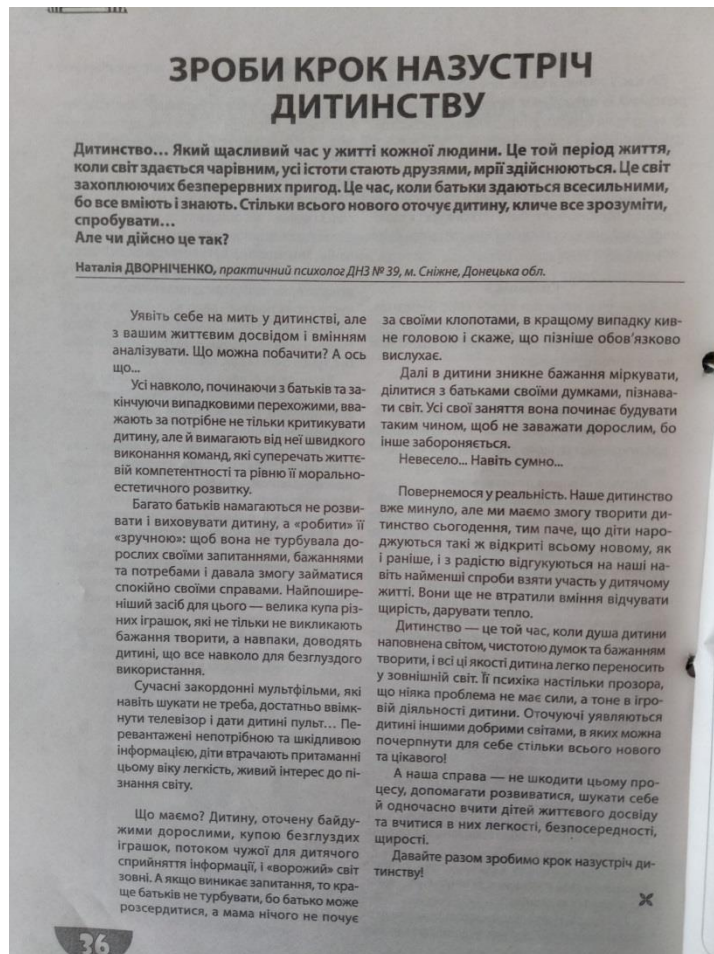 ЗРОБИ КРОК НАЗУСТРІЧ
ДИТИНСТВУ
Дитинство... Який щасливий час у житті кожної людини. Це той період життя,
коли світ здається чарівним, усі істоти стають друзями, мрії здійснюються. Це світ
захоплюючих безперервних пригод. Це час, коли батьки здаються всесильними,
бо все вміють і знають. Стільки всього нового оточує дитину, кличе все зрозуміти,
спробувати...
Але чи дійсно це так?
Наталія ДВОРНІЧЕНКО, практичний психолог ДНЗ № 39, м. Сніжне, Донецька обл.
Уявіть себе на мить у дитинстві, але
з вашим життєвим досвідом і вмінням
аналізувати. Що можна побачити? А ось
що...
Усі навколо, починаючи з батьків та за-
кінчуючи випадковими перехожими, вва-
жають за потрібне не тільки критикувати
дитину, але й вимагають від неї швидкого
виконання команд, які суперечать життє-
вій компетентності та рівню її морально-
естетичного розвитку.
Багато батьків намагаються не розви-
вати і виховувати дитину, а «робити» її
«зручною»: щоб вона не турбувала до-
рослих своїми запитаннями, бажаннями
та потребами і давала змогу займатися
спокійно своїми справами. Найпошире-
ніший засіб для цього — велика купа різ-
них іграшок, які не тільки не викликають
бажання творити, а навпаки, доводять
дитині, що все навколо для безглуздого
використання.
Сучасні закордонні мультфільми, які
навіть шукати не треба, достатньо ввімк-
нути телевізор і дати дитині пульт... Пе-
ревантажені непотрібною та шкідливою
інформацією, діти втрачають притаманні
цьому віку легкість, живий інтерес до пі-
знання світу.
Що маємо? Дитину, оточену байду-
жими дорослими, купою безглуздих
іграшок, потоком чужої для дитячого
сприйняття інформації, і «ворожий» світ
зовні. А якщо виникає запитання, то кра-
ще батьків не турбувати, бо батько може
розсердитися, а мама нічого не почує
за своїми клопотами, в кращому випадку кив-
не головою і скаже, що пізніше обов'язково
вислухає.
Далі в дитини зникне бажання міркувати,
ділитися з батьками своїми думками, пізнава-
ти світ. Усі свої заняття вона починає будувати
таким чином, щоб не заважати дорослим, бо
інше забороняється.
Невесело... Навіть сумно...
Повернемося у реальність. Наше дитинство
вже минуло, але ми маємо змогу творити ди-
тинство сьогодення, тим паче, що діти наро-
джуються такі ж відкриті всьому новому, як
і раніше, і з радістю відгукуються на наші на-
віть найменші спроби взяти участь у дитячому
житті. Вони ще не втратили вміння відчувати
щирість, дарувати тепло.
Дитинство — це той час, коли душа дитини
наповнена світом, чистотою думок та бажанням
творити, і всі ці якості дитина легко переносить
у зовнішній світ. Її психіка настільки прозора,
що ніяка проблема не має сили, а тоне в ігро-
вій діяльності дитини. Оточуючі уявляються
дитині іншими добрими світами, в яких можна
почерпнути для себе стільки всього нового
та цікавого!
А наша справа — не шкодити цьому про-
цесу, допомагати розвиватися, шукати себе
й одночасно вчити дітей життєвого досвіду
та вчитися в них легкості, безпосередності,
щирості.
Давайте разом зробимо крок назустріч ди-
тинству!
36